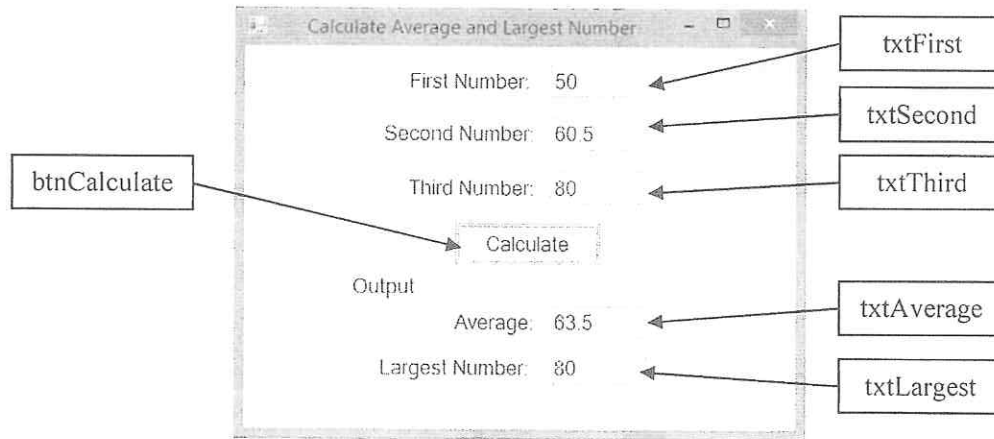 Calculate Average and Largest Number
txtFirst
First Number: 50
txtSecond
Second Number: 60.5
btnCalculate
Third Number: 80
txtThird
Calculate
Output
Average: 63.5
txtAverage
Largest Number: 80
txtLargest